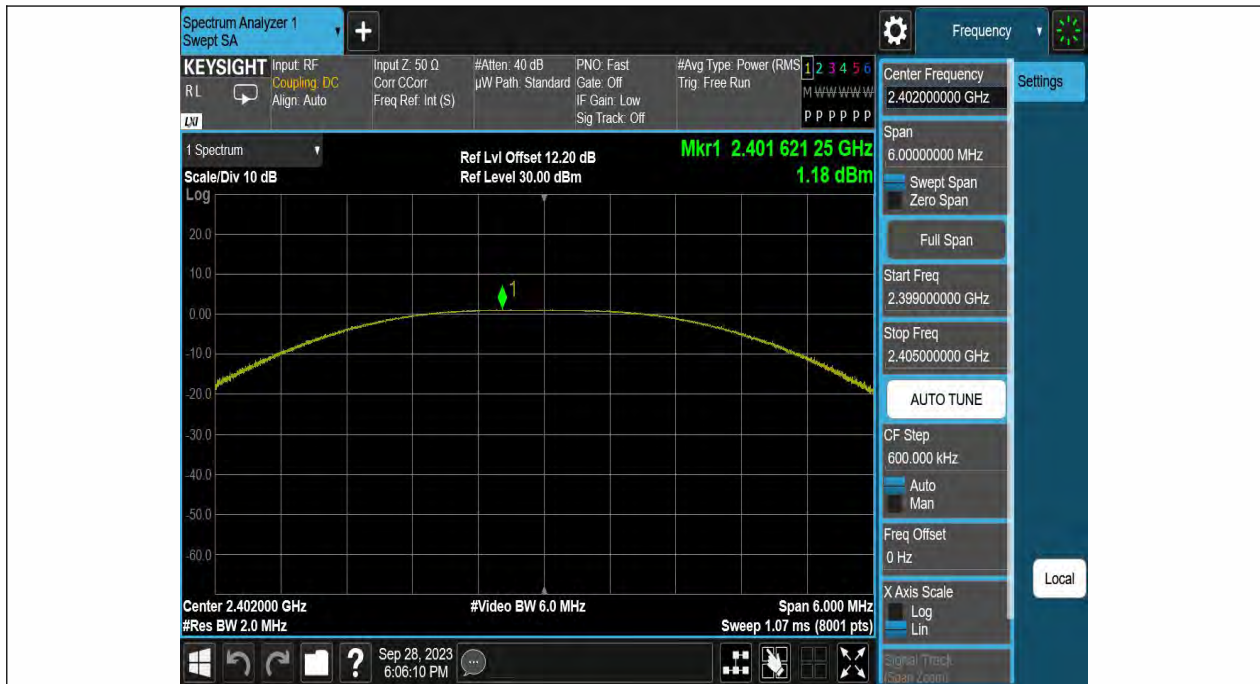 Spectrum Analyzer 1
Swept SA
+
Frequency
KEYSIGHT
RL
LXI
Input: RF
Coupling: DC
Align: Auto
Input Z: 50 Ω
Corr CCorr
Freq Ref: Int (S)
#Atten: 40 dB
µW Path: Standard
PNO: Fast
Gate: Off
IF Gain: Low
Sig Track: Off
#Avg Type: Power (RMS
Trig: Free Run
1 2 3 4 5 6
M W W W W W
P P P P P P
1 Spectrum
Scale/Div 10 dB
Log
Ref Lvl Offset 12.20 dB
Ref Level 30.00 dBm
Mkr1 2.401 621 25 GHz
1.18 dBm
20.0
10.0
1
0.00
-10.0
-20.0
-30.0
-40.0
-50.0
-60.0
Center 2.402000 GHz
#Res BW 2.0 MHz
#Video BW 6.0 MHz
Span 6.000 MHz
Sweep 1.07 ms (8001 pts)
Center Frequency
2.402000000 GHz
Settings
Span
6.00000000 MHz
Swept Span
Zero Span
Full Span
Start Freq
2.399000000 GHz
Stop Freq
2.405000000 GHz
AUTO TUNE
CF Step
600.000 kHz
Auto
Man
Freq Offset
0 Hz
X Axis Scale
Log
Lin
Signal Track
(Span Zoom)
Local
?
Sep 28, 2023
6:06:10 PM